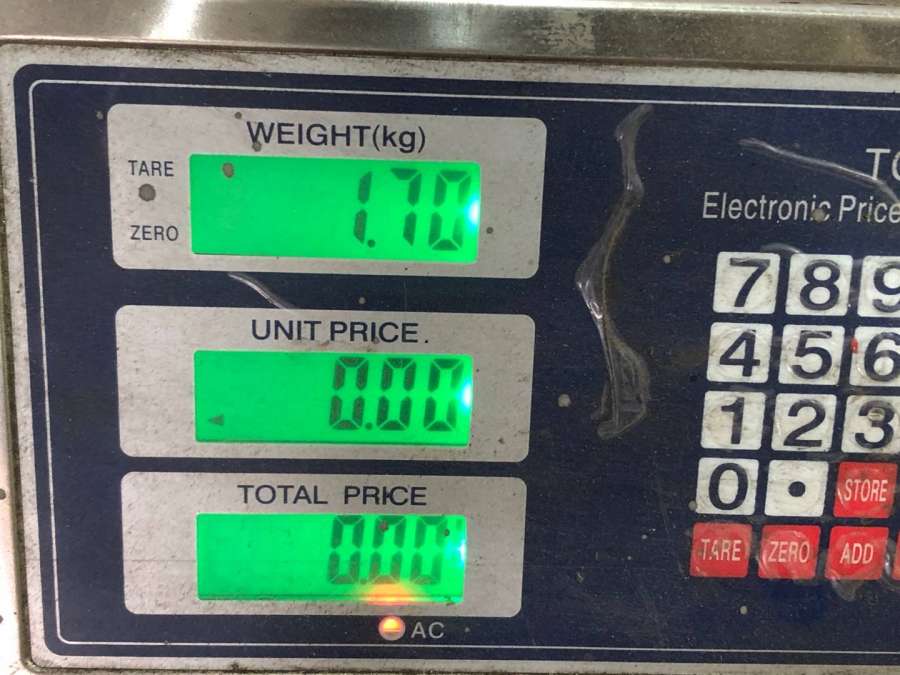 WEIGHT(kg)
TARE
ZERO
1.70
UNIT PRICE
0.00
TOTAL PRICE
0.00
AC
Electronic Price
7 8 9
4 5 6
1 2 3
0 . STORE
TARE ZERO ADD